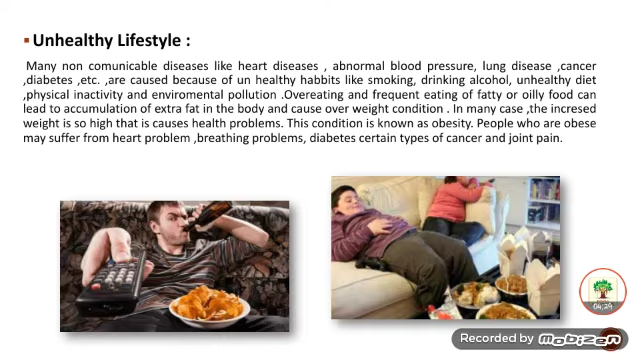 ▪ Unhealthy Lifestyle :
Many non comunicable diseases like heart diseases , abnormal blood pressure, lung disease ,cancer
,diabetes ,etc. ,are caused because of un healthy habbits like smoking, drinking alcohol, unhealthy diet
,physical inactivity and enviromental pollution .Overeating and frequent eating of fatty or oilly food can
lead to accumulation of extra fat in the body and cause over weight condition . In many case ,the incresed
weight is so high that is causes health problems. This condition is known as obesity. People who are obese
may suffer from heart problem ,breathing problems, diabetes certain types of cancer and joint pain.
04:29
Recorded by Mobizen